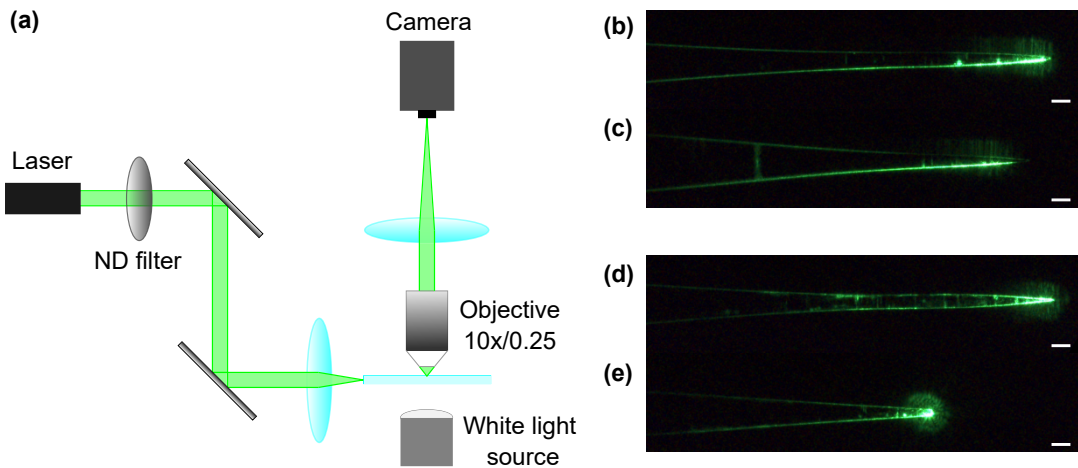 (a)
Camera
Laser
ND filter
Objective
10x/0.25
White light
source
(b)
(c)
(d)
(e)